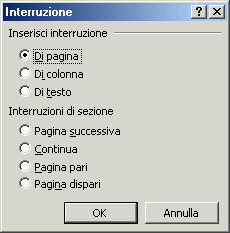 Interruzione
Inserisci interruzione
Di pagina
Di colonna
Di testo
Interruzioni di sezione
Pagina successiva
Continua
Pagina pari
Pagina dispari
OK
Annulla